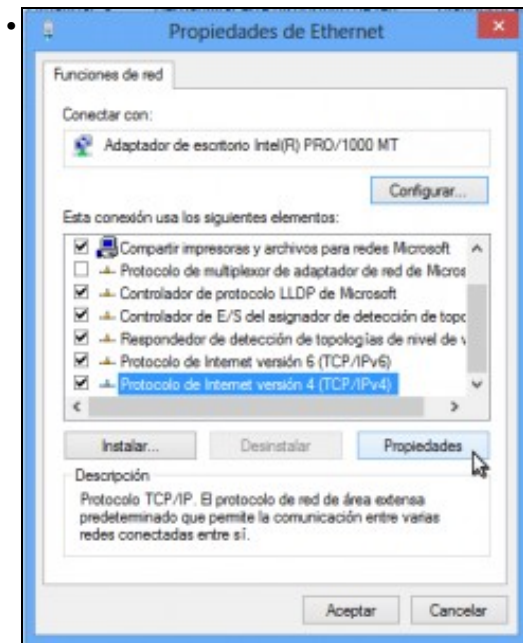 Propiedades de Ethernet
Funciones de red
Conectar con:
Adaptador de escritorio Intel(R) PRO/1000 MT
Configurar...
Esta conexión usa los siguientes elementos:
Compartir impresoras y archivos para redes Microsoft
Protocolo de multiplexor de adaptador de red de Micros
Controlador de protocolo LLDP de Microsoft
Controlador de E/S del asignador de detección de topo
Respondedor de detección de topologías de nivel de v
Protocolo de Internet versión 6 (TCP/IPv6)
Protocolo de Internet versión 4 (TCP/IPv4)
Instalar... Desinstalar Propiedades
Descripción
Protocolo TCP/IP. El protocolo de red de área extensa
predeterminado que permite la comunicación entre varias
redes conectadas entre sí.
Aceptar Cancelar